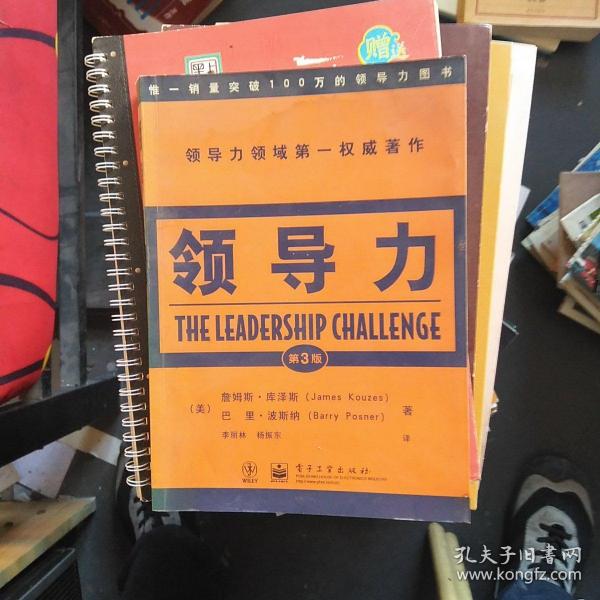 赠送
惟一销量突破100万的领导力图书
领导力领域第一权威著作
领导力
THE LEADERSHIP CHALLENGE
第3版
(美) 詹姆斯·库泽斯 (James Kouzes)
巴里·波斯纳 (Barry Posner) 著
李丽林 杨振东 译
WILEY
电子工业出版社
PUBLISHING HOUSE OF ELECTRONICS INDUSTRY
孔夫子旧书网
www.kongfz.com